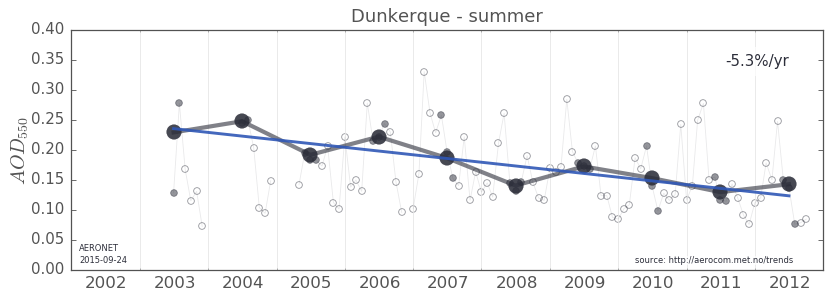 Dunkerque - summer
-5.3%/yr
AOD550
0.40
0.35
0.30
0.25
0.20
0.15
0.10
0.05
0.00
AERONET
2015-09-24
source: http://aerocom.met.no/trends
2002 2003 2004 2005 2006 2007 2008 2009 2010 2011 2012